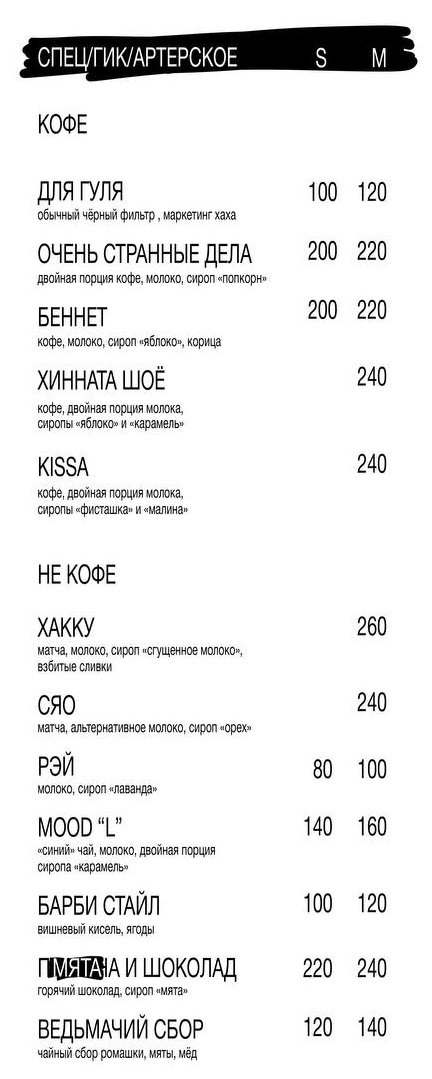 СПЕЦ/ГИК/АРТЕРСКОЕ S M
КОФЕ
ДЛЯ ГУЛЯ 100 120
обычный чёрный фильтр , маркетинг хаха
ОЧЕНЬ СТРАННЫЕ ДЕЛА 200 220
двойная порция кофе, молоко, сироп «попкорн»
БЕННЕТ 200 220
кофе, молоко, сироп «яблоко», корица
ХИННАТА ШОЁ 240
кофе, двойная порция молока,
сиропы «яблоко» и «карамель»
KISSA 240
кофе, двойная порция молока,
сиропы «фисташка» и «малина»
НЕ КОФЕ
ХАККУ 260
матча, молоко, сироп «сгущенное молоко»,
взбитые сливки
СЯО 240
матча, альтернативное молоко, сироп «орех»
РЭЙ 80 100
молоко, сироп «лаванда»
MOOD “L” 140 160
«синий» чай, молоко, двойная порция
сиропа «карамель»
БАРБИ СТАЙЛ 100 120
вишневый кисель, ягоды
МЯТА И ШОКОЛАД 220 240
горячий шоколад, сироп «мята»
ВЕДЬМАЧИЙ СБОР 120 140
чайный сбор ромашки, мяты, мёд